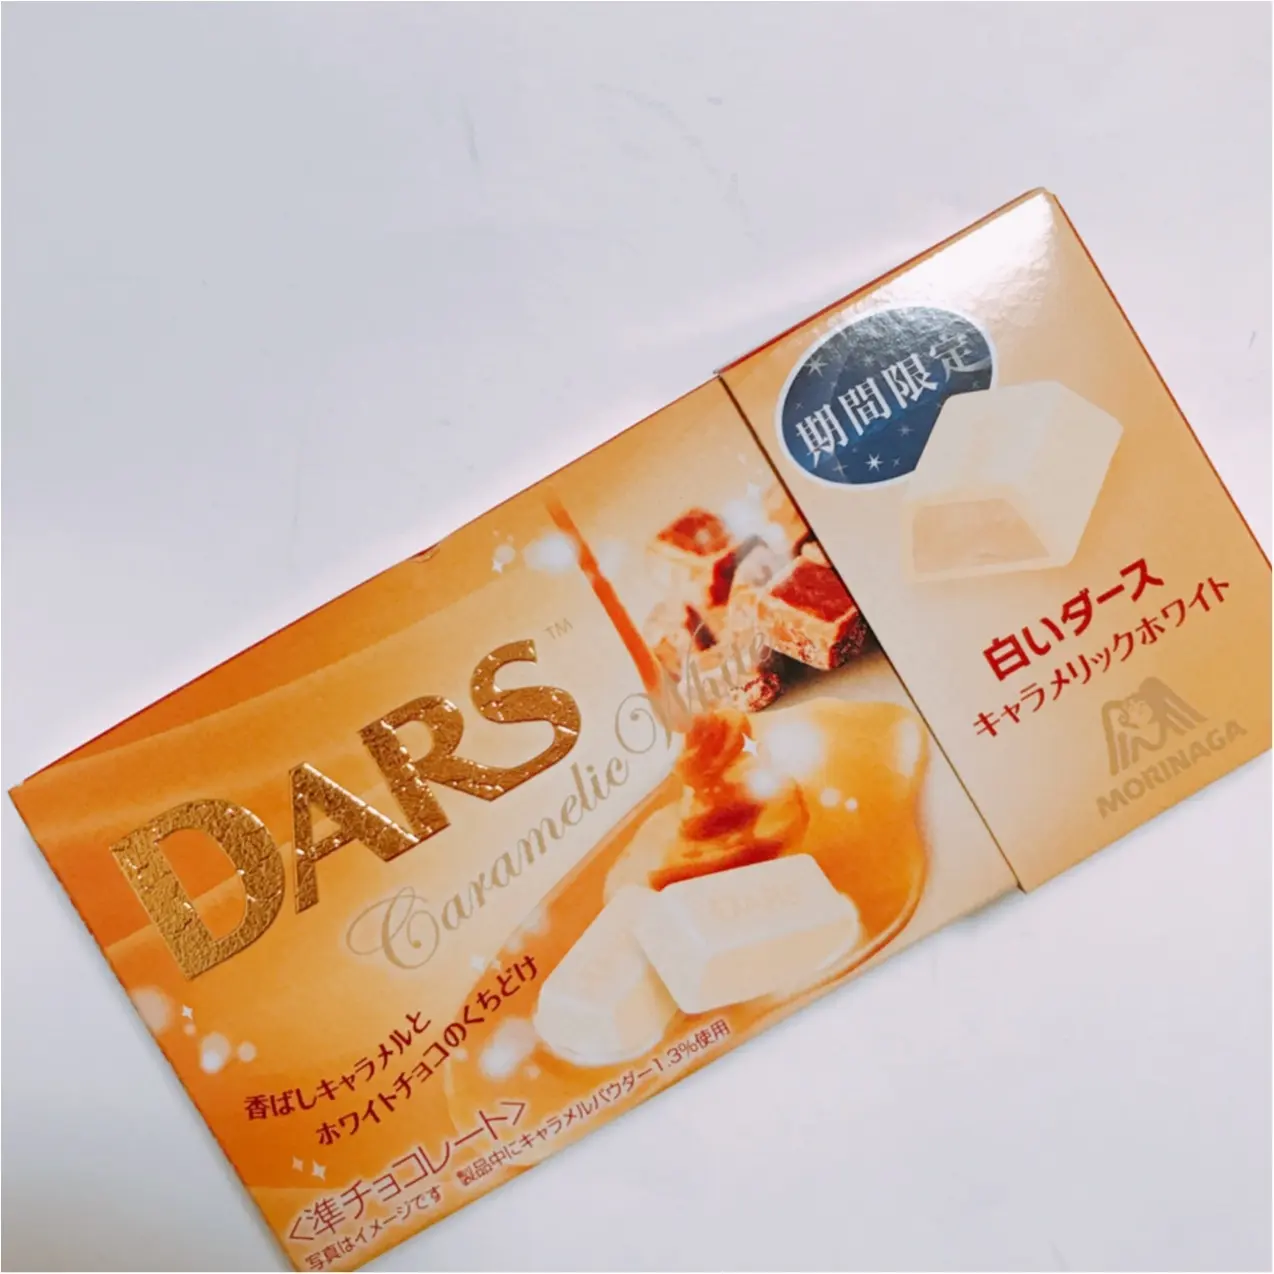 DARS™
Caramelic White
香ばしキャラメルと
ホワイトチョコのくちどけ
<準チョコレート>
写真はイメージです 製品中にキャラメルパウダー1.3%使用
期間限定
白いダース
キャラメリックホワイト
MORINAGA
DARS